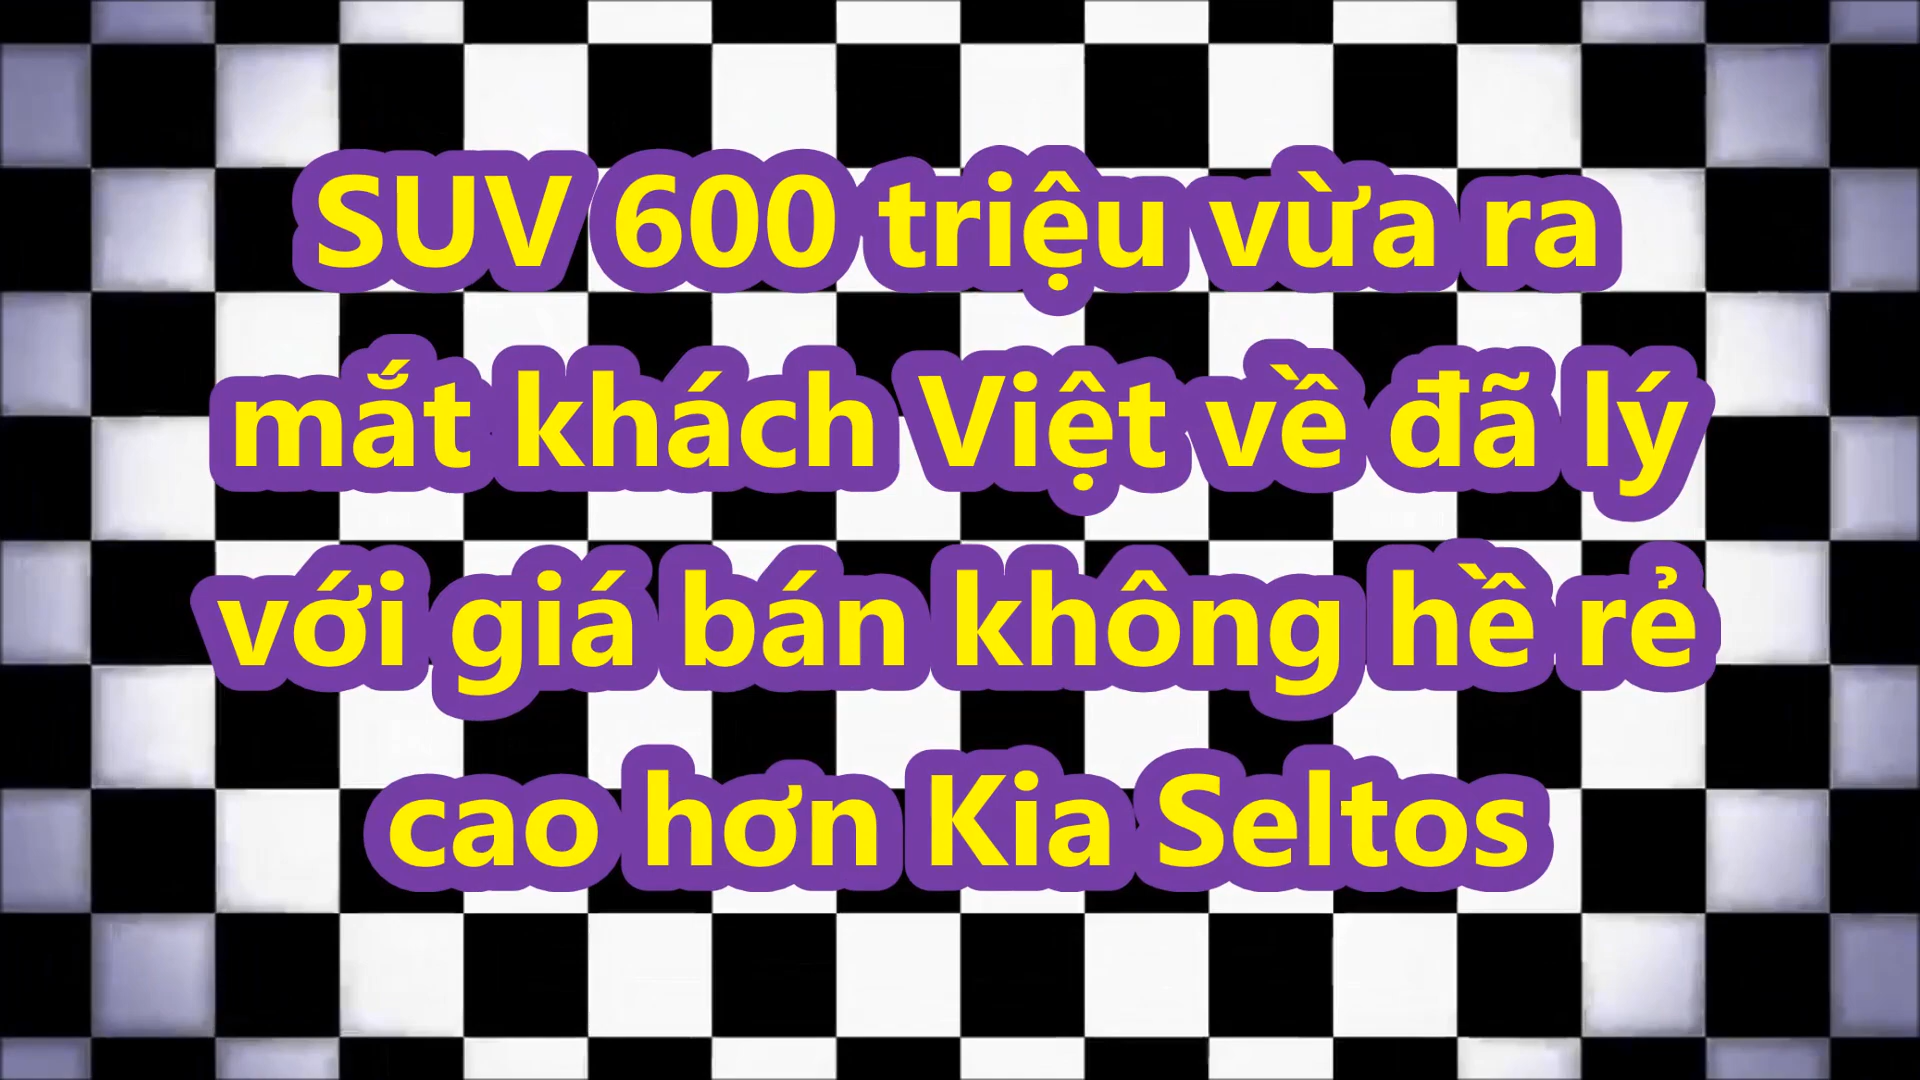 SUV 600 triệu vừa ra
mắt khách Việt về đã lý
với giá bán không hề rẻ
cao hơn Kia Seltos